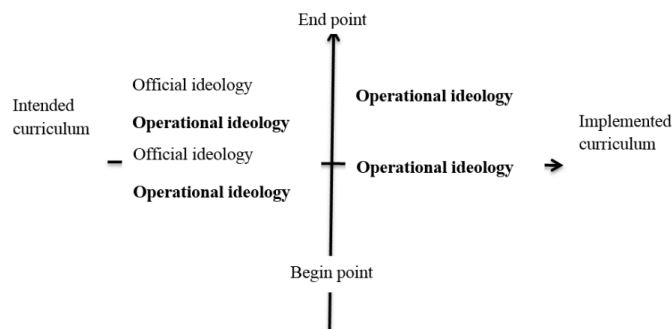 End point
Official ideology
Operational ideology
Intended
curriculum
Operational ideology
Implemented
curriculum
Official ideology
Operational ideology
Operational ideology
Begin point